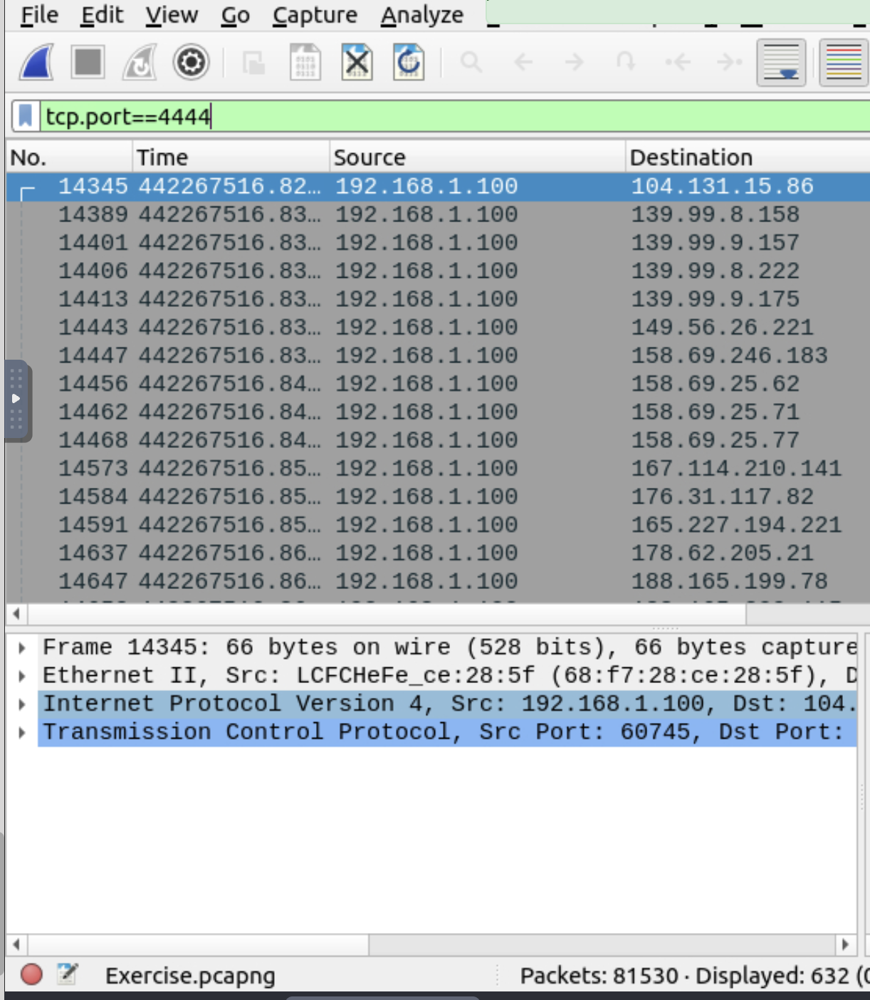 File Edit View Go Capture Analyze
tcp.port==4444
No. Time Source Destination
14345 442267516.82… 192.168.1.100 104.131.15.86
14389 442267516.83… 192.168.1.100 139.99.8.158
14401 442267516.83… 192.168.1.100 139.99.9.157
14406 442267516.83… 192.168.1.100 139.99.8.222
14413 442267516.83… 192.168.1.100 139.99.9.175
14443 442267516.83… 192.168.1.100 149.56.26.221
14447 442267516.83… 192.168.1.100 158.69.246.183
14456 442267516.84… 192.168.1.100 158.69.25.62
14462 442267516.84… 192.168.1.100 158.69.25.71
14468 442267516.84… 192.168.1.100 158.69.25.77
14573 442267516.85… 192.168.1.100 167.114.210.141
14584 442267516.85… 192.168.1.100 176.31.117.82
14591 442267516.85… 192.168.1.100 165.227.194.221
14637 442267516.86… 192.168.1.100 178.62.205.21
14647 442267516.86… 192.168.1.100 188.165.199.78
Frame 14345: 66 bytes on wire (528 bits), 66 bytes capture
Ethernet II, Src: LCFCHeFe_ce:28:5f (68:f7:28:ce:28:5f), D
Internet Protocol Version 4, Src: 192.168.1.100, Dst: 104.
Transmission Control Protocol, Src Port: 60745, Dst Port:
Exercise.pcapng Packets: 81530 · Displayed: 632 (0